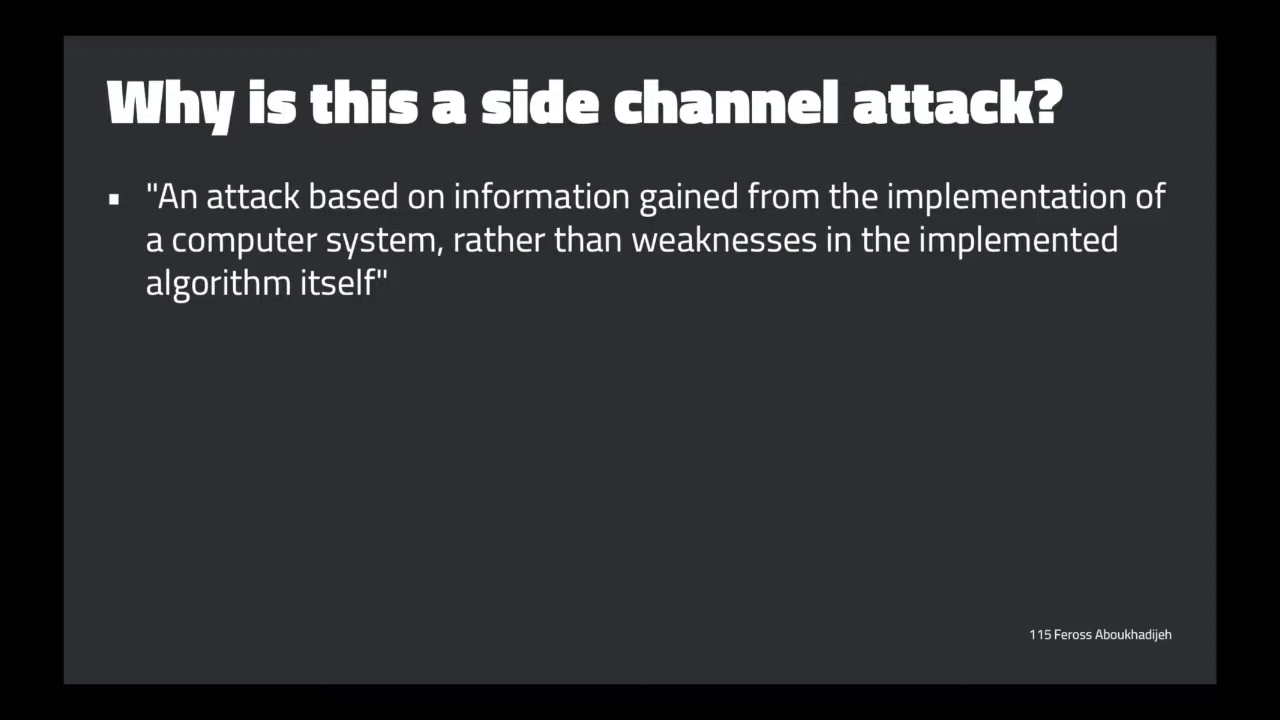 Why is this a side channel attack?
▪ "An attack based on information gained from the implementation of
a computer system, rather than weaknesses in the implemented
algorithm itself"
115 Feross Aboukhadijeh